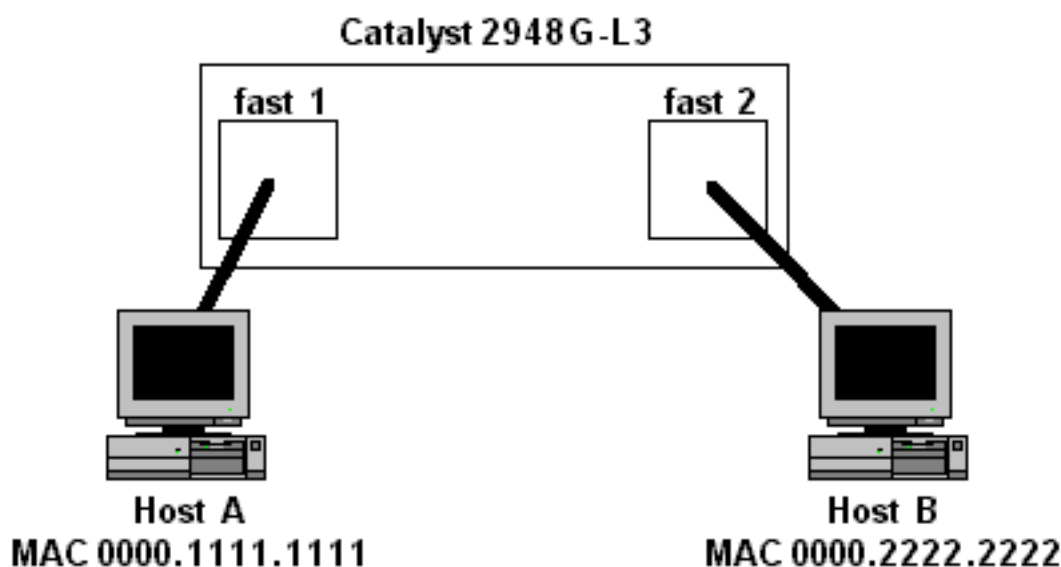 Catalyst 2948G-L3
fast 1
fast 2
Host A
MAC 0000.1111.1111
Host B
MAC 0000.2222.2222